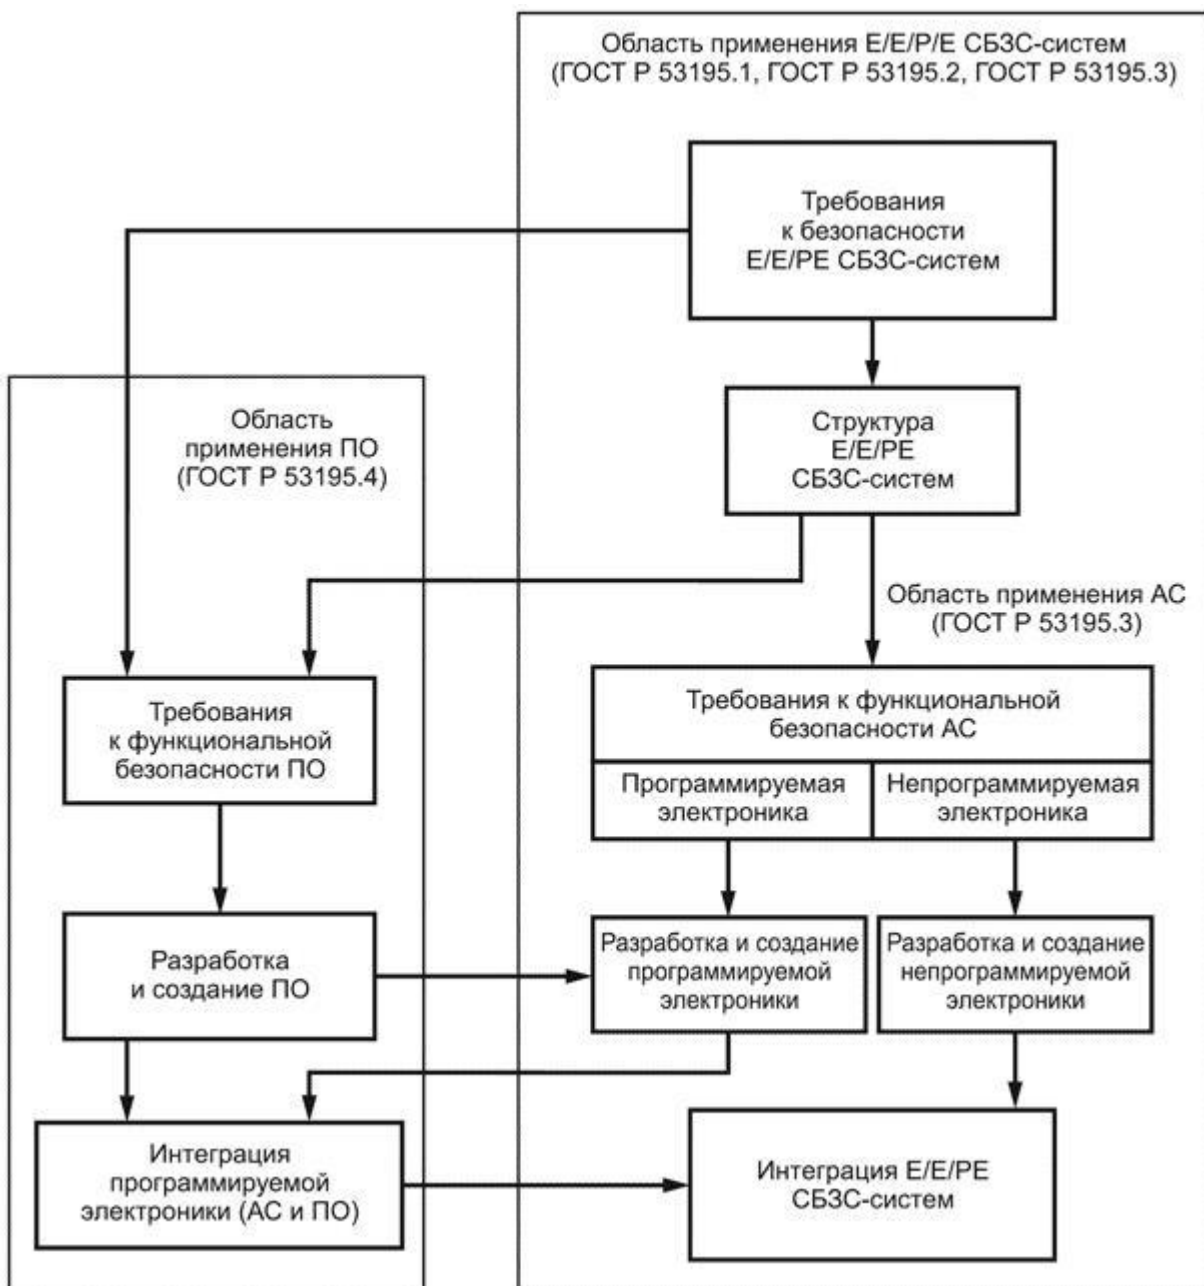 Область применения Е/Е/Р/Е СБЗС-систем
(ГОСТ Р 53195.1, ГОСТ Р 53195.2, ГОСТ Р 53195.3)
Требования
к безопасности
Е/Е/РЕ СБЗС-систем
Структура
Е/Е/РЕ
СБЗС-систем
Область
применения ПО
(ГОСТ Р 53195.4)
Область применения АС
(ГОСТ Р 53195.3)
Требования
к функциональной
безопасности ПО
Требования к функциональной
безопасности АС
Программируемая
электроника
Непрограммируемая
электроника
Разработка
и создание ПО
Разработка и создание
программируемой
электроники
Разработка и создание
непрограммируемой
электроники
Интеграция
программируемой
электроники (АС и ПО)
Интеграция Е/Е/РЕ
СБЗС-систем